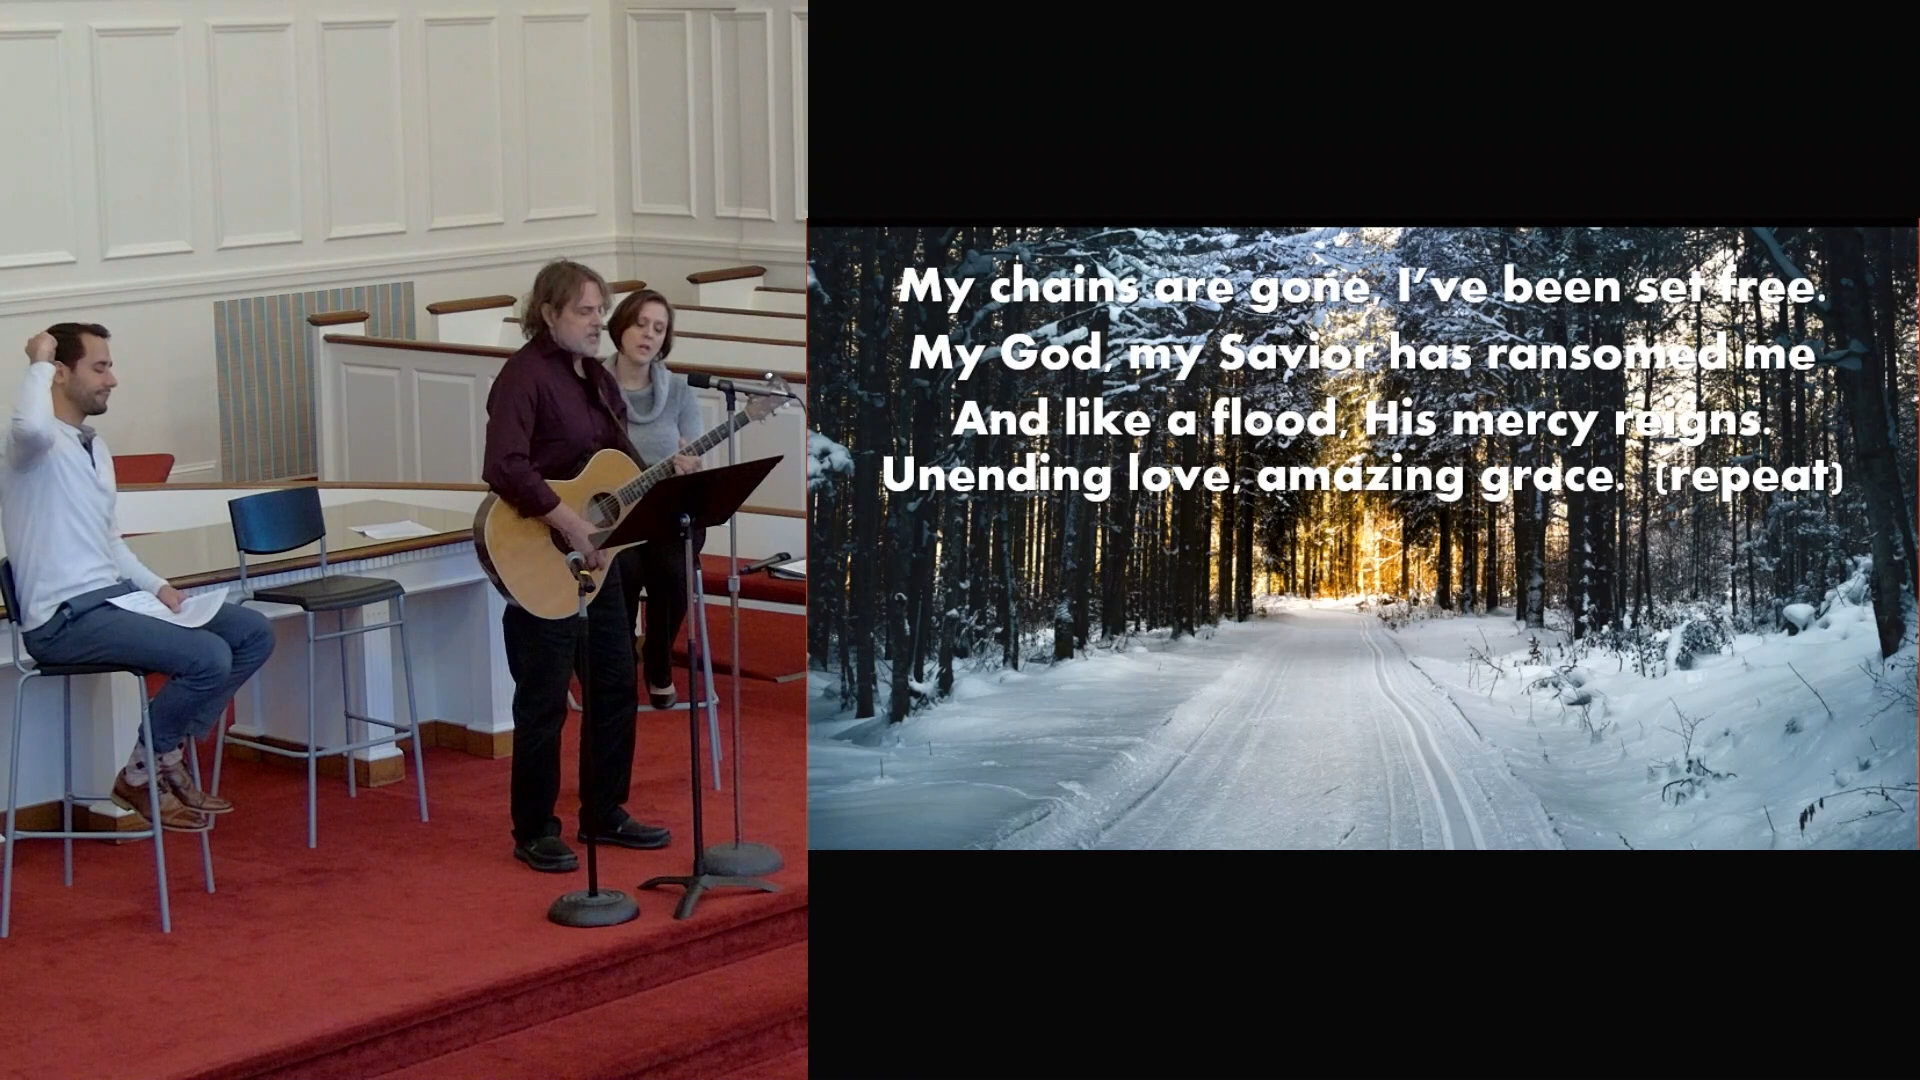 My chains are gone, I've been set free.
My God, my Savior has ransomed me
And like a flood, His mercy reigns.
Unending love, amazing grace.  (repeat)